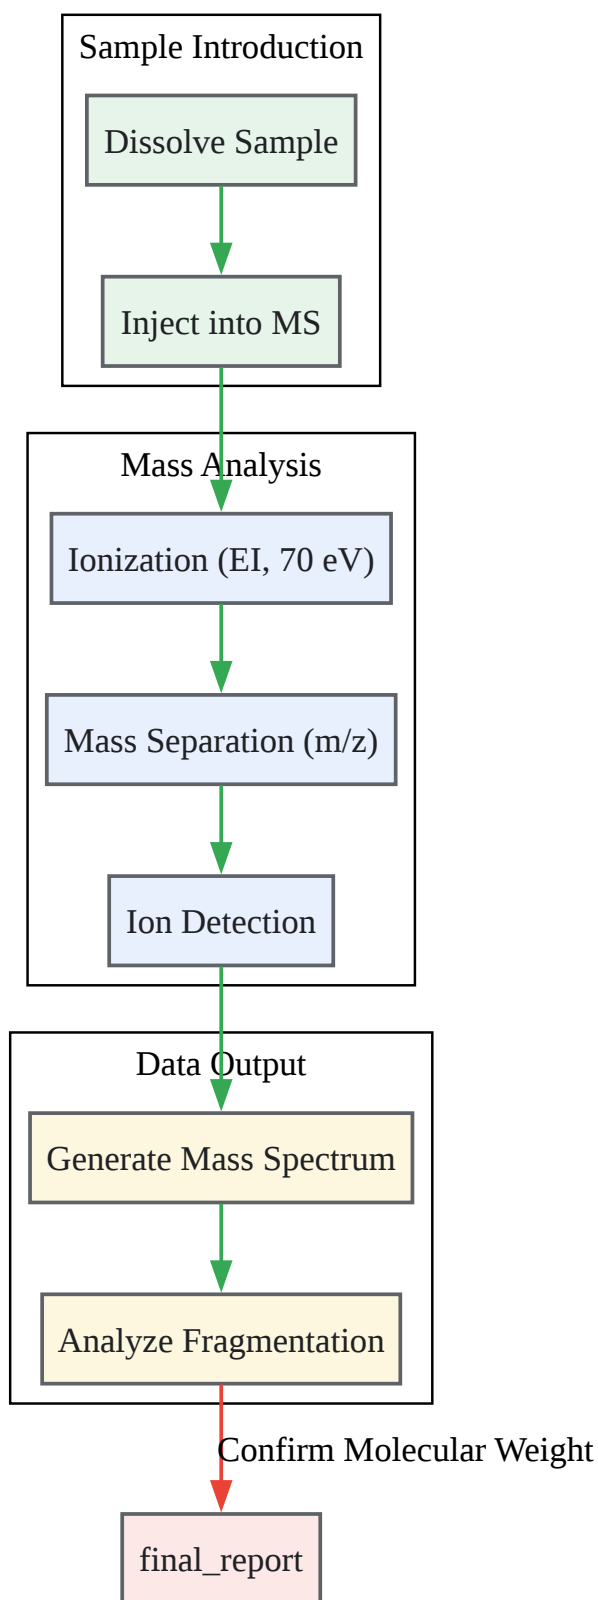 Sample Introduction
Dissolve Sample
Inject into MS
Mass Analysis
Ionization (EI, 70 eV)
Mass Separation (m/z)
Ion Detection
Data Output
Generate Mass Spectrum
Analyze Fragmentation
Confirm Molecular Weight
final_report